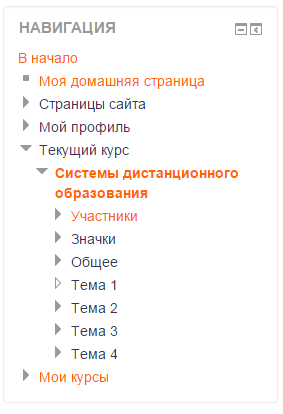 НАВИГАЦИЯ
В начало
Моя домашняя страница
Страницы сайта
Мой профиль
Текущий курс
Системы дистанционного
образования
Участники
Значки
Общее
Тема 1
Тема 2
Тема 3
Тема 4
Мои курсы